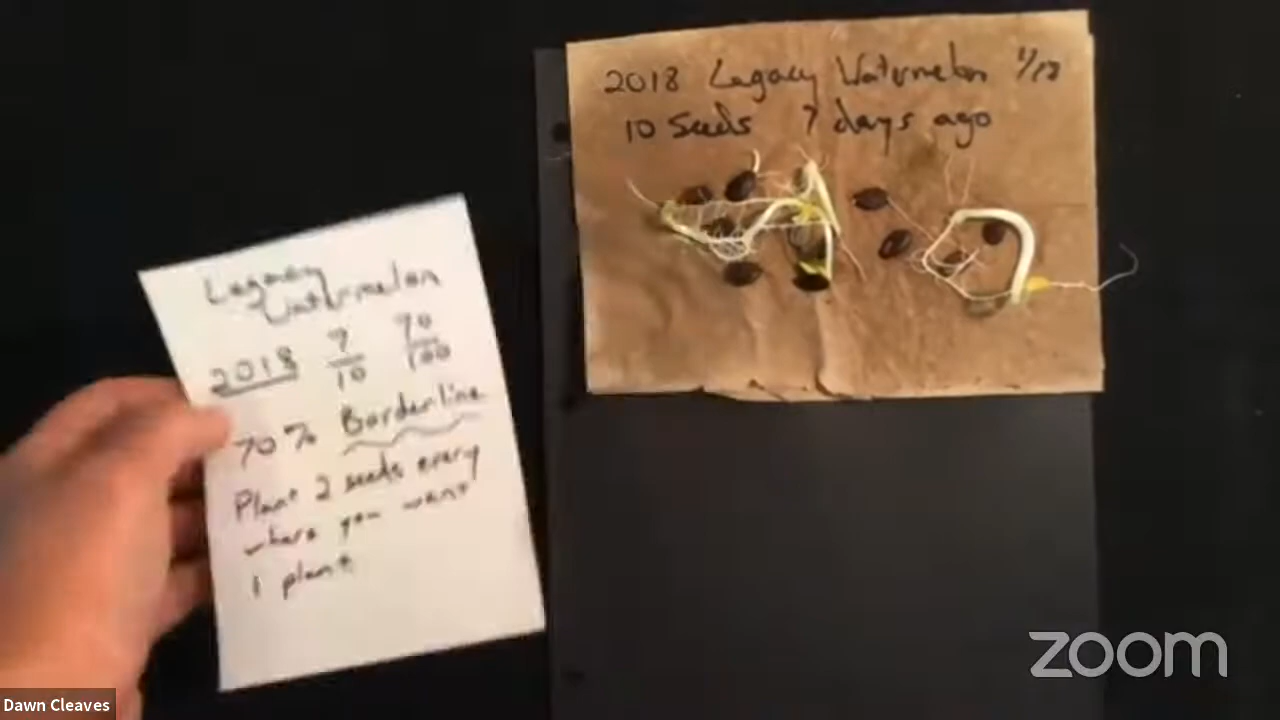 2018 Legacy Watermelon 1/18
10 Seeds 7 days ago
Legacy
Watermelon
2018 7/10 70/100
70% Borderline
Plant 2 seeds every
where you want
1 plant
zoom
Dawn Cleaves